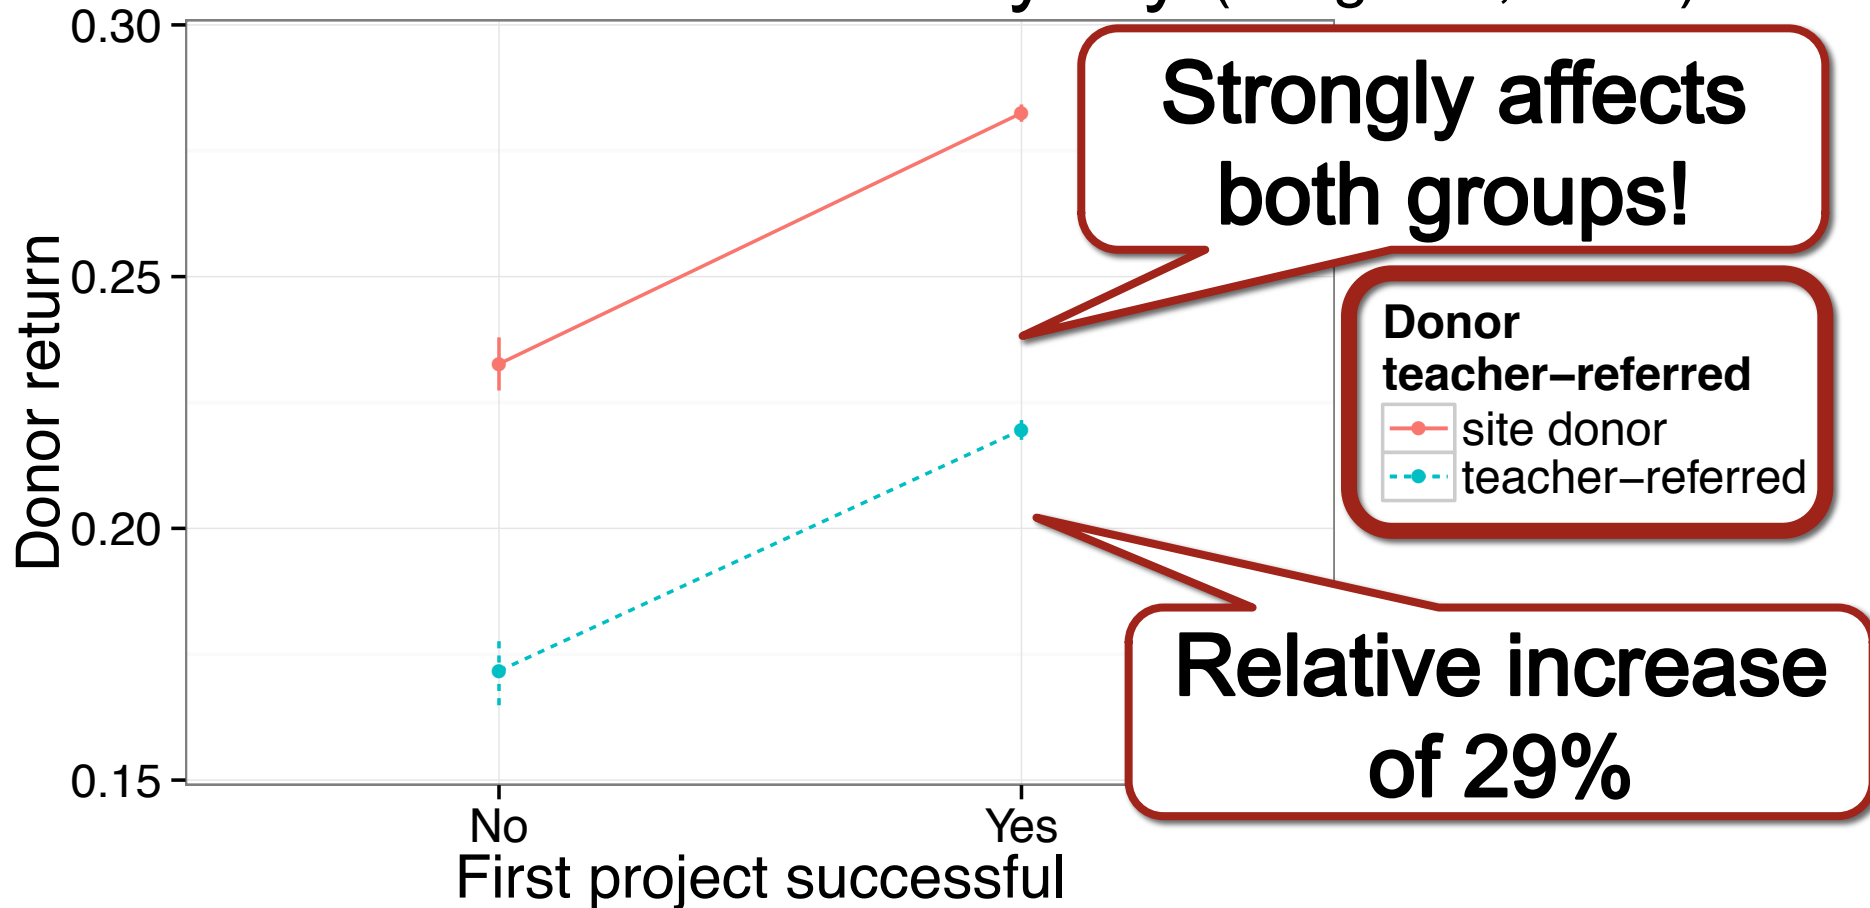 0.30
0.25
0.20
0.15
Donor return
No
Yes
First project successful
Strongly affects
both groups!
Donor
teacher–referred
site donor
teacher–referred
Relative increase
of 29%